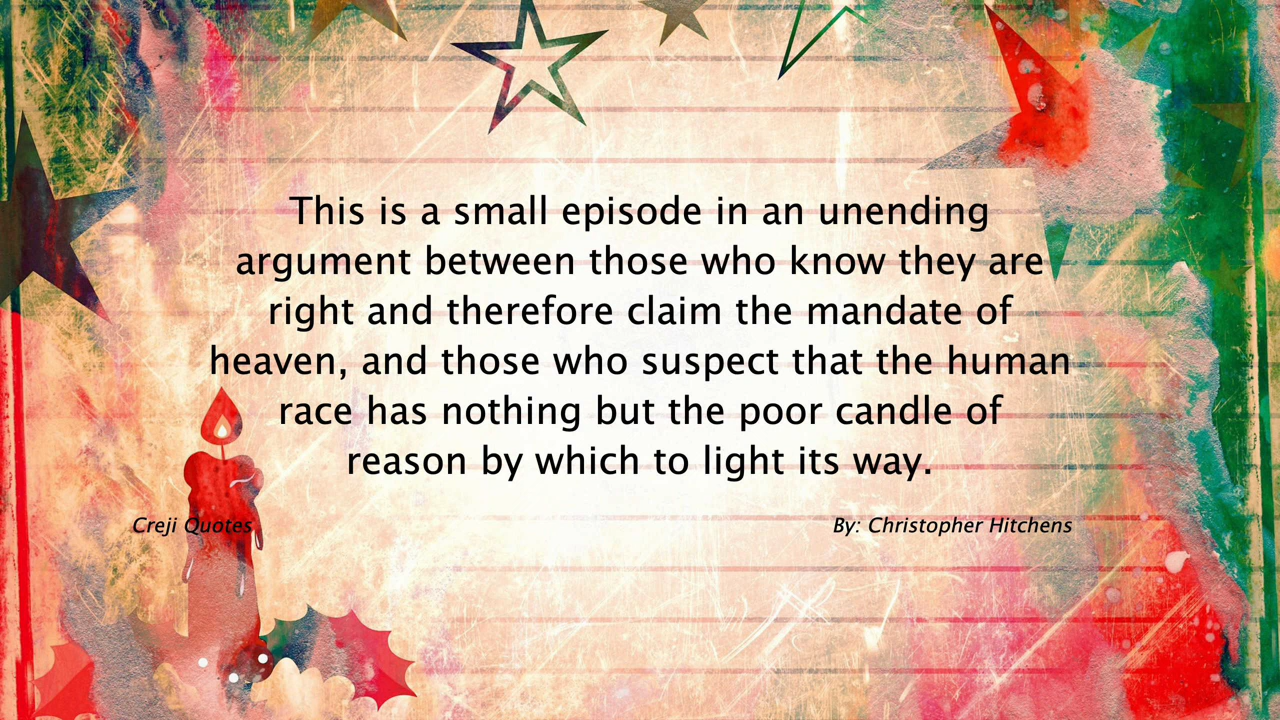 This is a small episode in an unending
argument between those who know they are
right and therefore claim the mandate of
heaven, and those who suspect that the human
race has nothing but the poor candle of
reason by which to light its way.
Creji Quotes
By: Christopher Hitchens